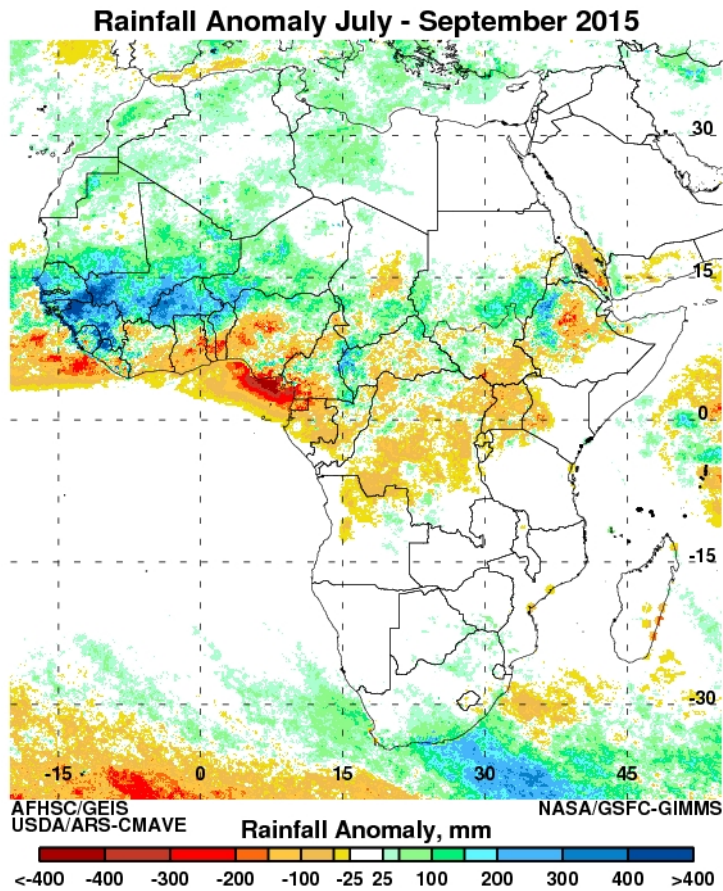 Rainfall Anomaly July - September 2015
30
15
0
-15
-30
-15 0 15 30 45
AFHSC/GEIS NASA/GSFC-GIMMS
USDA/ARS-CMAVE
Rainfall Anomaly, mm
<-400 -400 -300 -200 -100 -25 25 100 200 300 400 >400